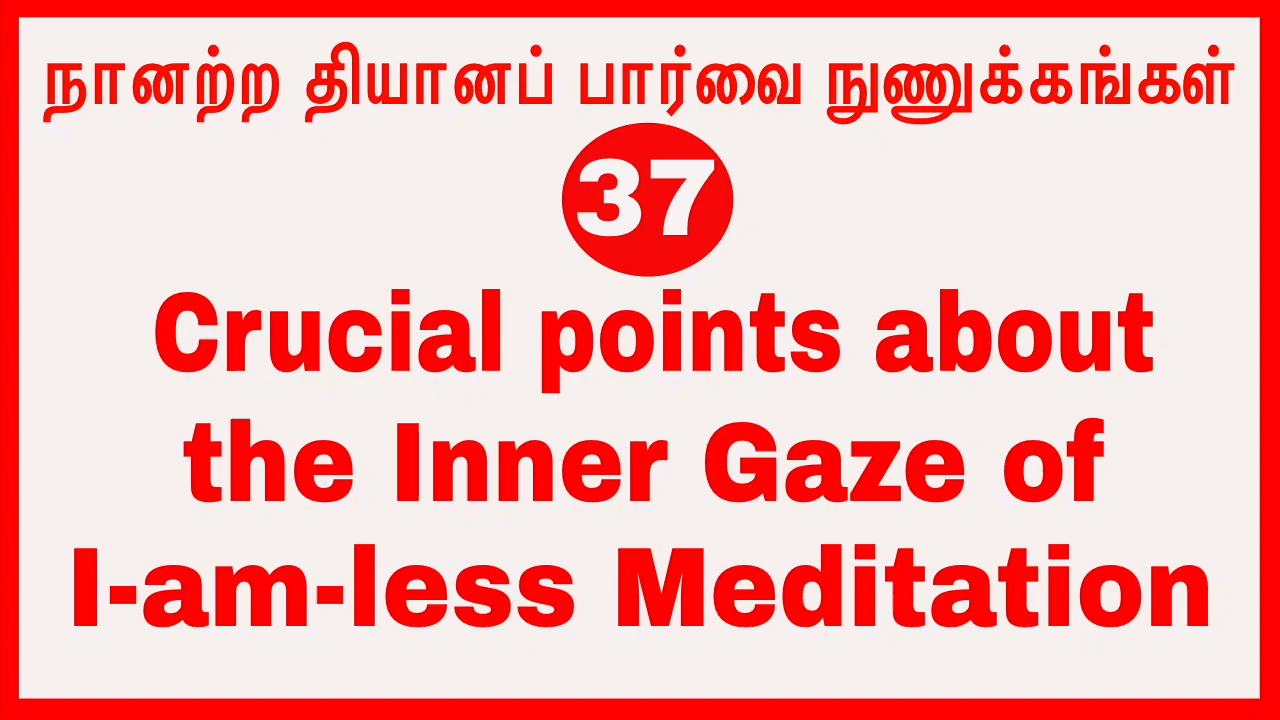 நானற்ற தியானப் பார்வை நுணுக்கங்கள்
37
Crucial points about
the Inner Gaze of
I-am-less Meditation